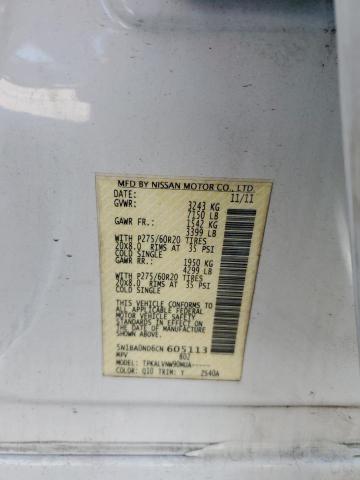 MFD BY NISSAN MOTOR CO., LTD.
DATE: 11/11
GVWR: 3243 KG
7150 LB
GAWR FR.: 1542 KG
3399 LB
WITH P275/60R20 TIRES
20X8.0 RIMS AT 35 PSI
COLD SINGLE
GAWR RR.: 1950 KG
4299 LB
WITH P275/60R20 TIRES
20X8.0 RIMS AT 35 PSI
COLD SINGLE
THIS VEHICLE CONFORMS TO
ALL APPLICABLE FEDERAL
MOTOR VEHICLE SAFETY
STANDARDS IN EFFECT ON
THE DATE OF MANUFACTURE
SHOWN ABOVE.
5N1BA0ND6CN 605113
MPV 802
MODEL: TPKALVNW90MUA-----
COLOR: Q10 TRIM: Y 2540A